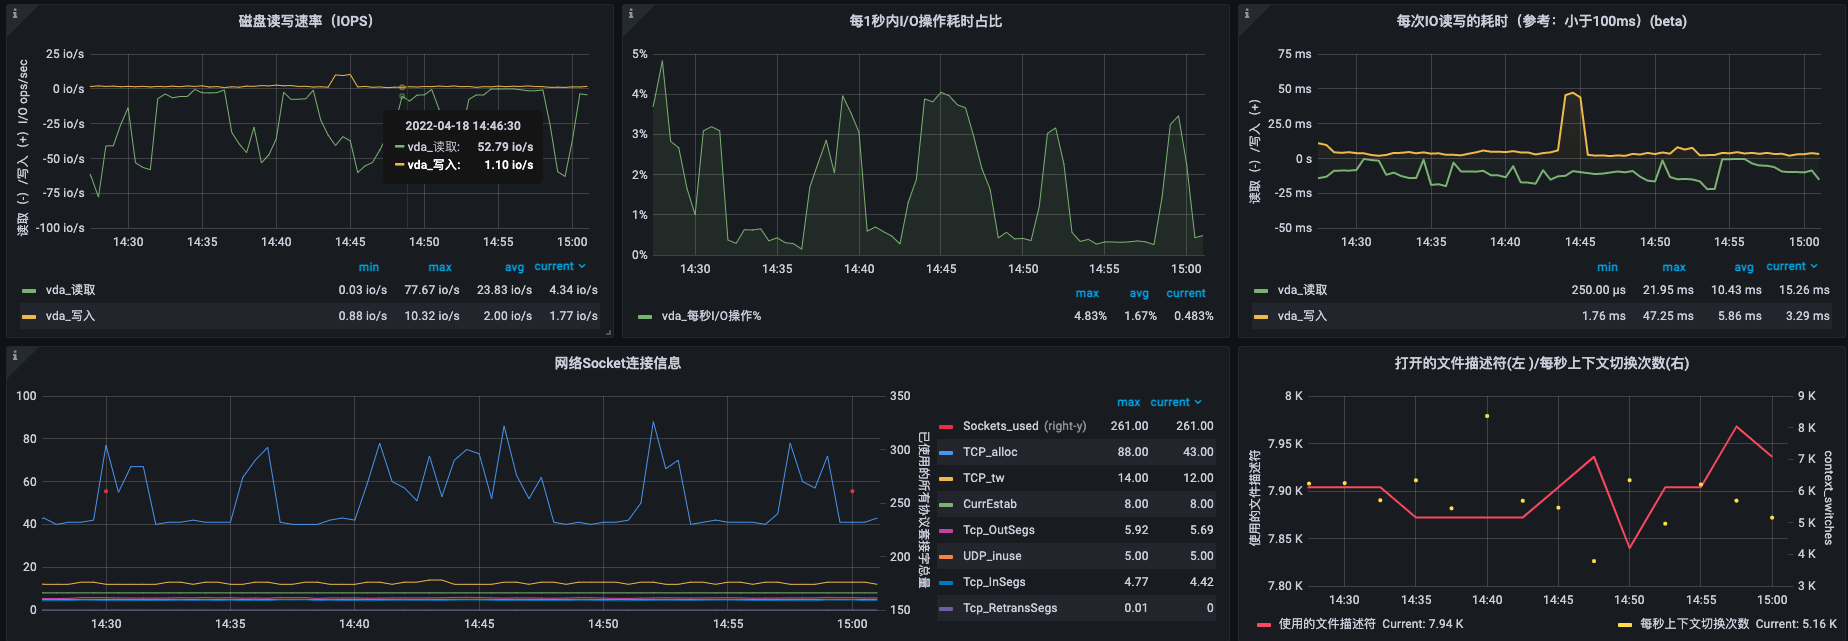 磁盘读写速率（IOPS）
读取（-）/写入（+） I/O ops/sec
25 io/s
0 io/s
-25 io/s
-50 io/s
-75 io/s
-100 io/s
14:30
14:35
14:40
14:45
14:50
14:55
15:00
2022-04-18 14:46:30
vda_读取: 52.79 io/s
vda_写入: 1.10 io/s
min max avg current
vda_读取 0.03 io/s 77.67 io/s 23.83 io/s 4.34 io/s
vda_写入 0.88 io/s 10.32 io/s 2.00 io/s 1.77 io/s
每1秒内I/O操作耗时占比
5%
4%
3%
2%
1%
0%
14:30
14:35
14:40
14:45
14:50
14:55
15:00
max avg current
vda_每秒I/O操作% 4.83% 1.67% 0.483%
每次IO读写的耗时（参考：小于100ms）(beta)
读取（-）/写入（+）
75 ms
50 ms
25.0 ms
0 s
-25 ms
-50 ms
14:30
14:35
14:40
14:45
14:50
14:55
15:00
min max avg current
vda_读取 250.00 µs 21.95 ms 10.43 ms 15.26 ms
vda_写入 1.76 ms 47.25 ms 5.86 ms 3.29 ms
网络Socket连接信息
100
80
60
40
20
0
350
300
250
200
150
已使用的所有协议套接字总量
14:30
14:35
14:40
14:45
14:50
14:55
15:00
max current
Sockets_used (right-y) 261.00 261.00
TCP_alloc 88.00 43.00
TCP_tw 14.00 12.00
CurrEstab 8.00 8.00
Tcp_OutSegs 5.92 5.69
UDP_inuse 5.00 5.00
Tcp_InSegs 4.77 4.42
Tcp_RetransSegs 0.01 0
打开的文件描述符(左 )/每秒上下文切换次数(右)
使用的文件描述符
8 K
7.95 K
7.90 K
7.85 K
7.80 K
9 K
8 K
7 K
6 K
5 K
4 K
3 K
context_switches
14:30
14:35
14:40
14:45
14:50
14:55
15:00
使用的文件描述符 Current: 7.94 K
每秒上下文切换次数 Current: 5.16 K